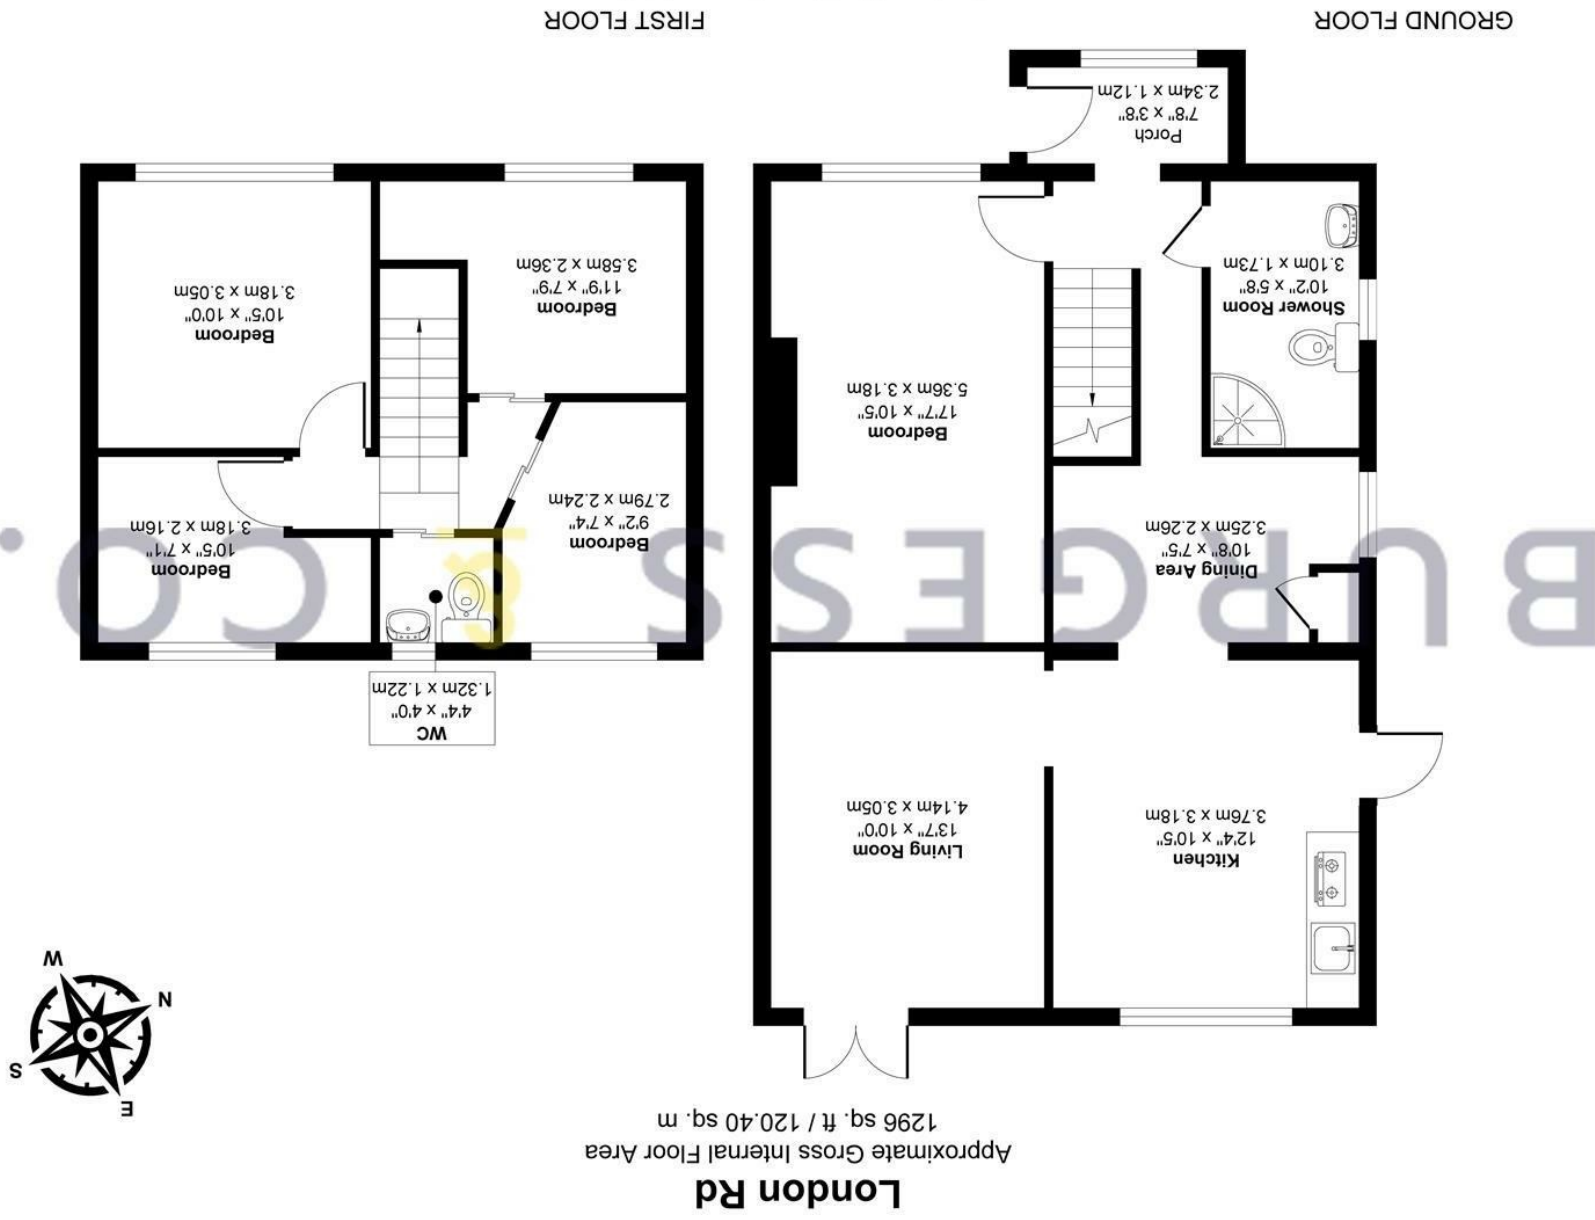 London Rd
Approximate Gross Internal Floor Area
1296 sq. ft / 120.40 sq. m
E
S
N
W
Kitchen
12'4" x 10'5"
3.76m x 3.18m
Living Room
13'7" x 10'0"
4.14m x 3.05m
WC
4'4" x 4'0"
1.32m x 1.22m
BURGESS & CO.
Dining Area
10'8" x 7'5"
3.25m x 2.26m
Bedroom
9'2" x 7'4"
2.79m x 2.24m
Bedroom
10'5" x 7'1"
3.18m x 2.16m
Bedroom
17'7" x 10'5"
5.36m x 3.18m
Shower Room
10'2" x 5'8
3.10m x 1.73m
Bedroom
11'9" x 7'9"
3.58m x 2.36m
Bedroom
10'5" x 10'0"
3.18m x 3.05m
Porch
7'8" x 3'8"
2.34m x 1.12m
GROUND FLOOR
FIRST FLOOR